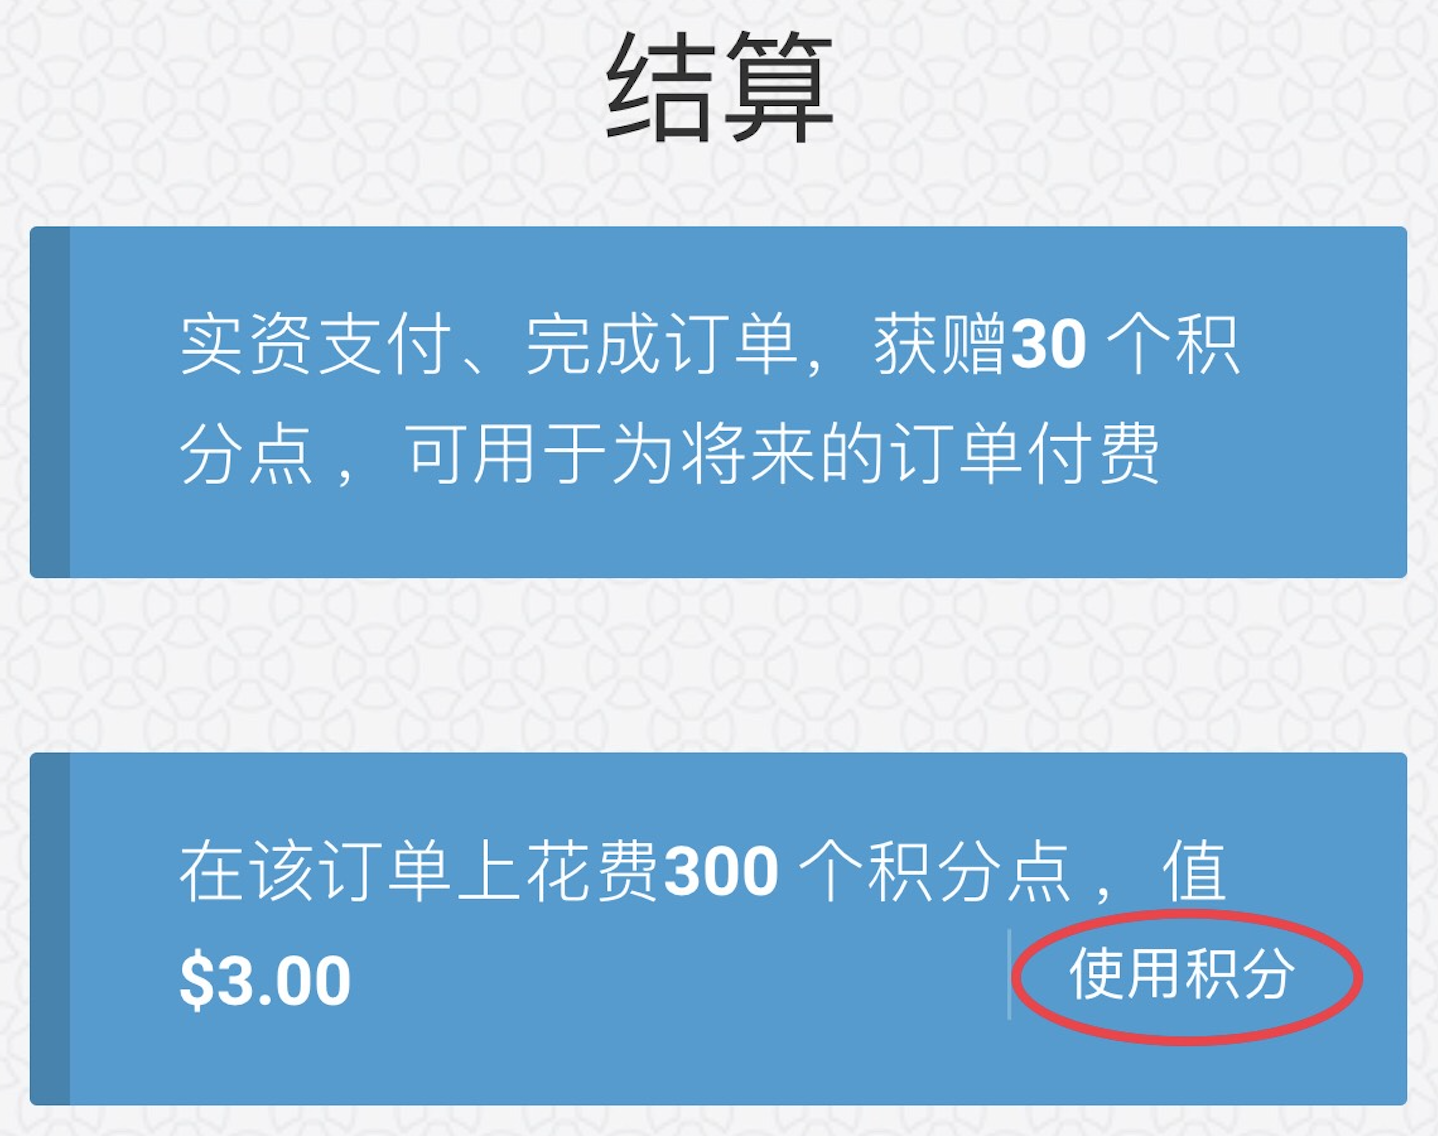 结算
实资支付、完成订单，获赠30 个积
分点 ，可用于为将来的订单付费
在该订单上花费300 个积分点 ，值
$3.00
使用积分